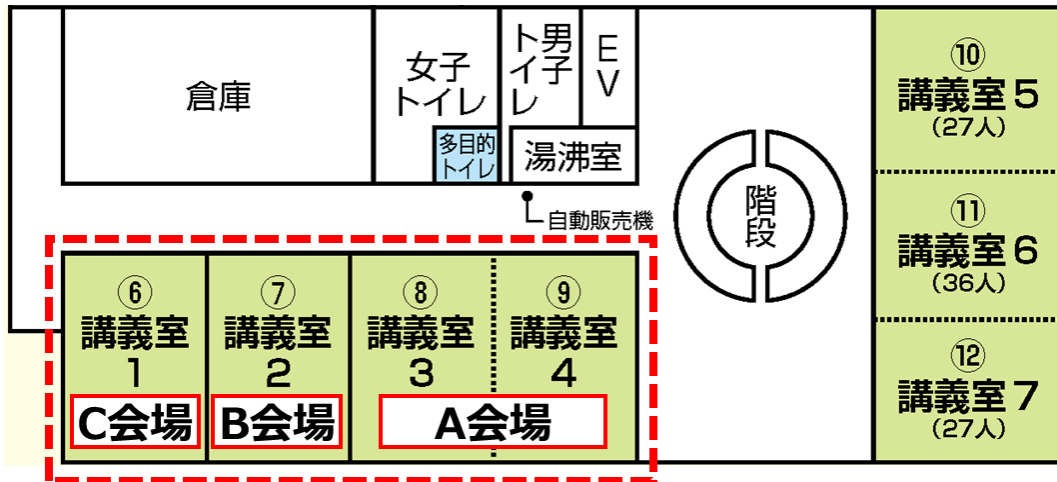 倉庫
女子
トイレ
多目的
トイレ
男子
トイレ
EV
湯沸室
自動販売機
階段
⑩
講義室5
(27人)
⑪
講義室6
(36人)
⑫
講義室7
(27人)
⑥
講義室
1
C会場
⑦
講義室
2
B会場
⑧
講義室
3
⑨
講義室
4
A会場